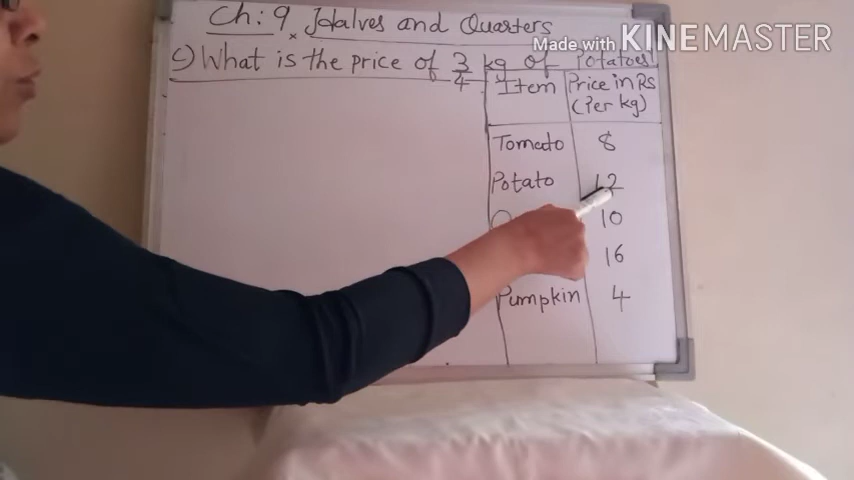 Ch: 9 Halves and Quarters
Made with KINEMASTER
c) What is the price of 3/4 kg of Potatoes!
Item Price in Rs
(Per kg)
Tomato 8
Potato 12
10
16
Pumpkin 4